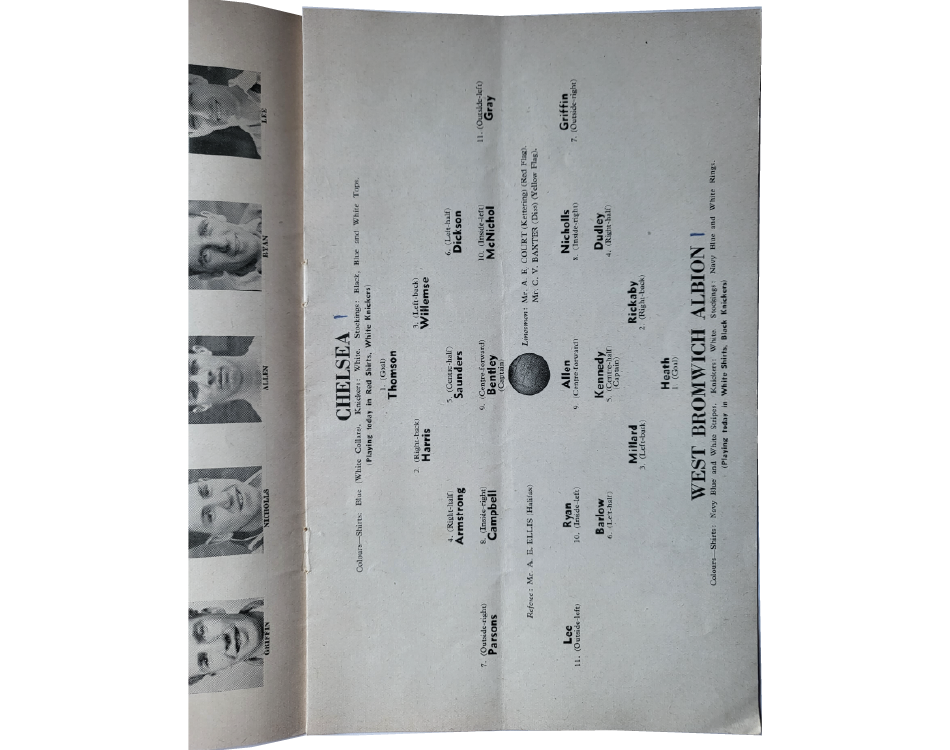 GRIFFIN NICHOLLS ALLEN RYAN LEE
CHELSEA 1
Colours—Shirts: Blue (White Collars. Knickers: White. Stockings: Black, Blue and White Tops.
(Playing today in Red Shirts, White Knickers)
1. (Goal)
Thomson
2. (Right-back) 3. (Left-back)
Harris Willemse
4. (Right-half) 5. (Centre-half) 6. (Left-half)
Armstrong Saunders Dickson
7. (Outside-right) 8. (Inside-right) 9. (Centre-forward) 10. (Inside-left) 11. (Outside-left)
Parsons Campbell Bentley McNichol Gray
(Captain)
Referee: Mr. A. E. ELLIS (Halifax)
Linesmen: Mr. A. E. COURT (Kettering) (Red Flag).
Mr. C. V. BANTER (Diss) (Yellow Flag).
Lee Ryan Allen Nicholls Griffin
11. (Outside-left) 10. (Inside-left) 9. (Centre-forward) 8. (Inside-right) 7. (Outside-right)
Barlow Kennedy Dudley
6. (Left-half) 5. (Centre-half) 4. (Right-half)
(Captain)
Millard Rickaby
3. (Left-back) 2. (Right-back)
Heath
1. (Goal)
WEST BROMWICH ALBION 1
Colours—Shirts: Navy Blue and White Stripes. Knickers: White. Stockings: Navy Blue and White Rings.
(Playing today in White Shirts, Black Knickers)